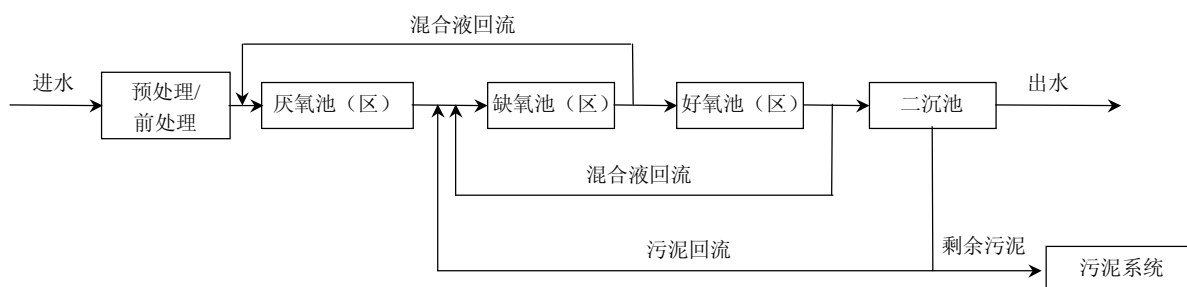 混合液回流
进水
预处理/
前处理
厌氧池（区）
缺氧池（区）
好氧池（区）
二沉池
出水
混合液回流
污泥回流
剩余污泥
污泥系统